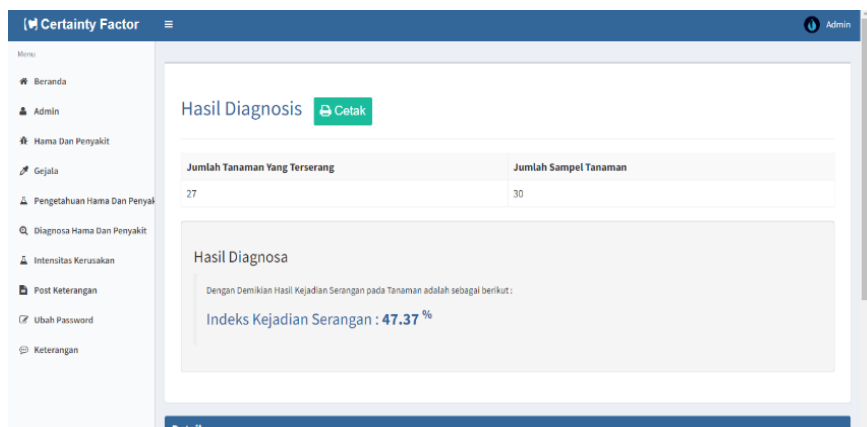 Certainty Factor
Admin
Menu
Beranda
Admin
Hama Dan Penyakit
Gejala
Pengetahuan Hama Dan Penyak
Diagnosa Hama Dan Penyakit
Intensitas Kerusakan
Post Keterangan
Ubah Password
Keterangan
Hasil Diagnosis Cetak
Jumlah Tanaman Yang Terserang Jumlah Sampel Tanaman
27 30
Hasil Diagnosa
Dengan Demikian Hasil Kejadian Serangan pada Tanaman adalah sebagai berikut :
Indeks Kejadian Serangan : 47.37 %